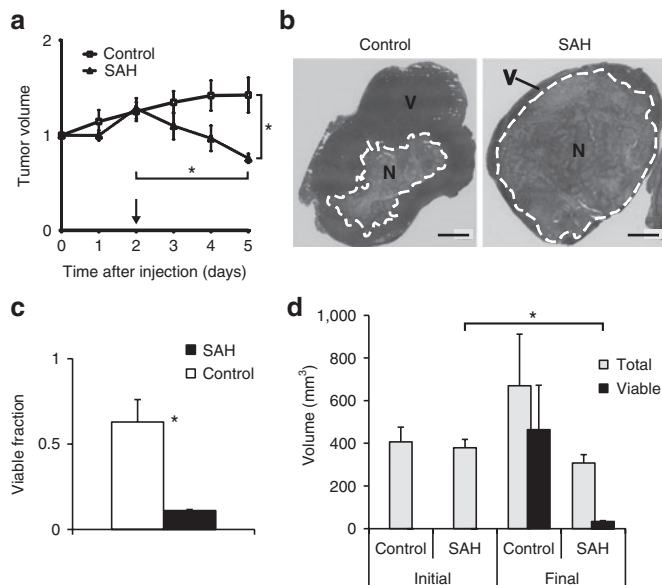 a
Control
SAH
Tumor volume
2
1
0
*
*
0 1 2 3 4 5
Time after injection (days)
b
Control
SAH
V
N
V
N
c
Viable fraction
1
0.5
0
SAH
Control
*
d
Volume (mm³)
1,000
800
600
400
200
0
*
Total
Viable
Control SAH Control SAH
Initial Final